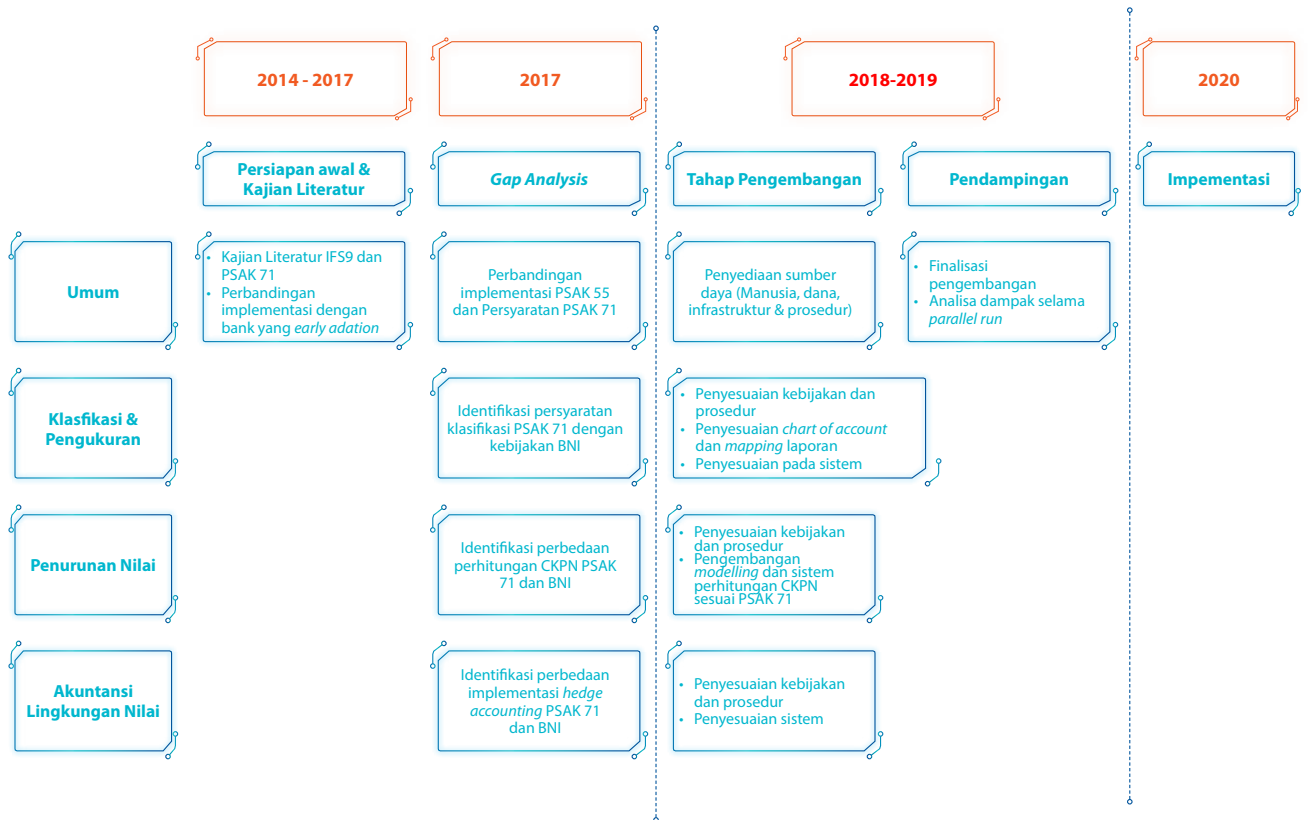 2014 - 2017
2017
2018-2019
2020
Persiapan awal &
Kajian Literatur
Gap Analysis
Tahap Pengembangan
Pendampingan
Impementasi
Umum
• Kajian Literatur IFS9 dan
PSAK 71
• Perbandingan
implementasi dengan
bank yang early adation
Perbandingan
implementasi PSAK 55
dan Persyaratan PSAK 71
Penyediaan sumber
daya (Manusia, dana,
infrastruktur & prosedur)
• Finalisasi
pengembangan
• Analisa dampak selama
parallel run
Klasfikasi &
Pengukuran
Identifikasi persyaratan
klasifikasi PSAK 71 dengan
kebijakan BNI
• Penyesuaian kebijakan dan
prosedur
• Penyesuaian chart of account
dan mapping laporan
• Penyesuaian pada sistem
Penurunan Nilai
Identifikasi perbedaan
perhitungan CKPN PSAK
71 dan BNI
• Penyesuaian kebijakan
dan prosedur
• Pengembangan
modelling dan sistem
perhitungan CKPN
sesuai PSAK 71
Akuntansi
Lingkungan Nilai
Identifikasi perbedaan
implementasi hedge
accounting PSAK 71
dan BNI
• Penyesuaian kebijakan
dan prosedur
• Penyesuaian sistem